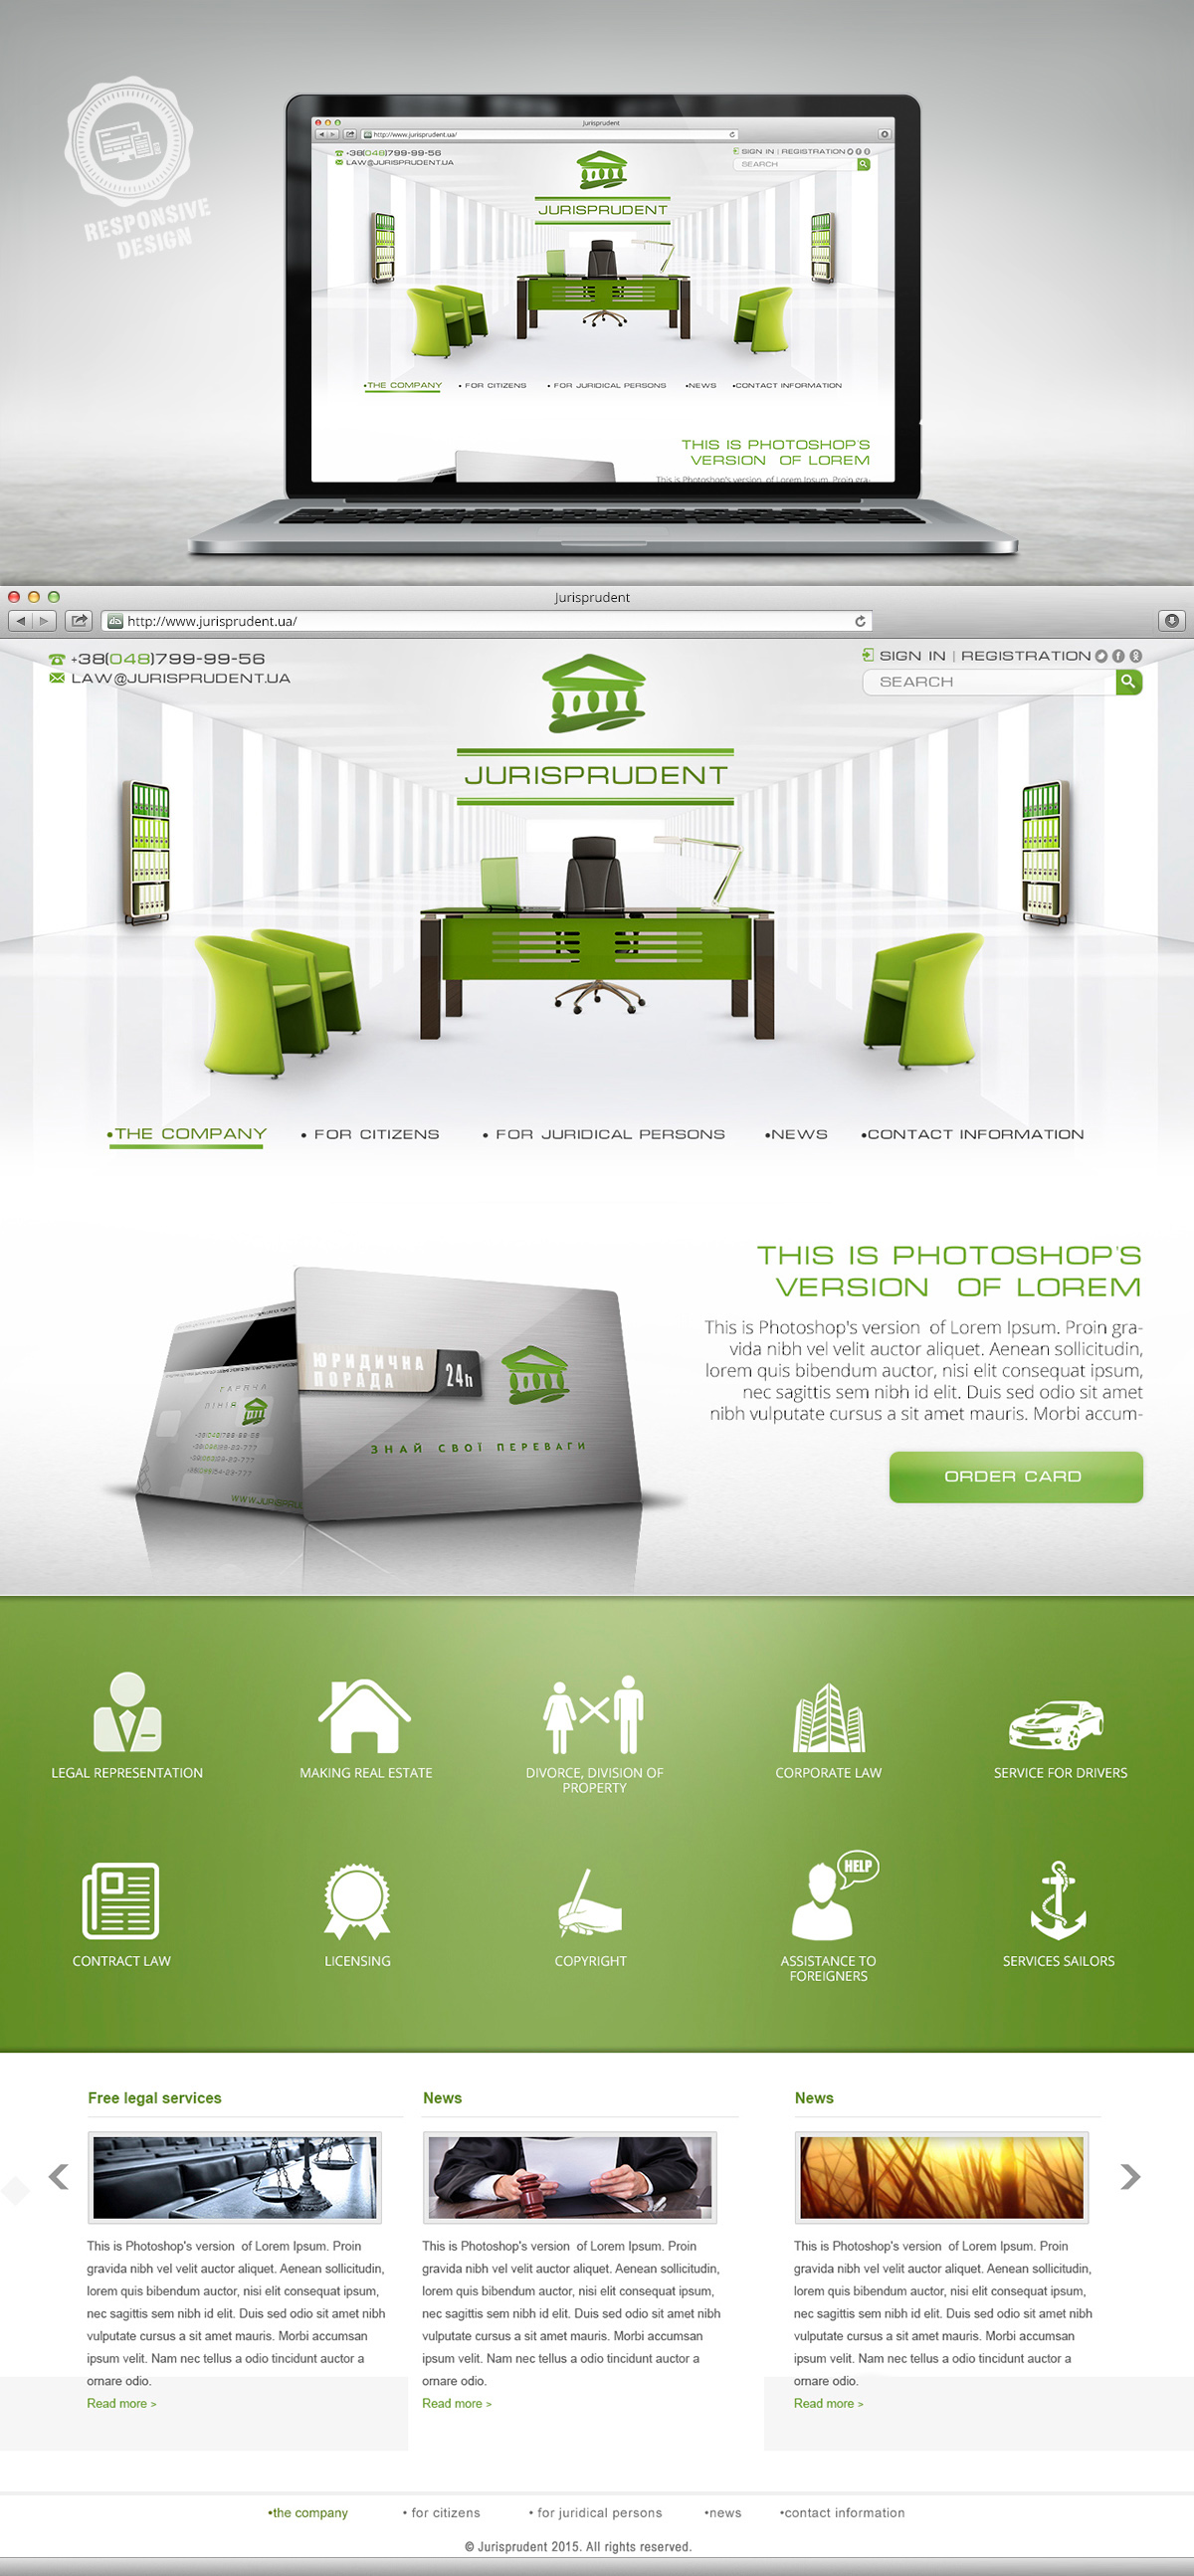 RESPONSIVE
DESIGN
Jurisprudent
http://www.jurisprudent.ua/
+38(048)799-99-56
LAW@JURISPRUDENT.UA
SIGN IN | REGISTRATION
SEARCH
JURISPRUDENT
•THE COMPANY • FOR CITIZENS • FOR JURIDICAL PERSONS •NEWS •CONTACT INFORMATION
THIS IS PHOTOSHOP'S
VERSION OF LOREM
This is Photoshop's version of Lorem Ipsum. Proin gra-
Jurisprudent
http://www.jurisprudent.ua/
+38(048)799-99-56
LAW@JURISPRUDENT.UA
SIGN IN | REGISTRATION
SEARCH
JURISPRUDENT
•THE COMPANY • FOR CITIZENS • FOR JURIDICAL PERSONS •NEWS •CONTACT INFORMATION
THIS IS PHOTOSHOP'S
VERSION OF LOREM
This is Photoshop's version of Lorem Ipsum. Proin gra-
vida nibh vel velit auctor aliquet. Aenean sollicitudin,
lorem quis bibendum auctor, nisi elit consequat ipsum,
nec sagittis sem nibh id elit. Duis sed odio sit amet
nibh vulputate cursus a sit amet mauris. Morbi accum-
ORDER CARD
ЮРИДИЧНА
ПОРАДА
24h
ЗНАЙ СВОЇ ПЕРЕВАГИ
ГАРЯЧА
ЛІНІЯ
WWW.JURISPRU
LEGAL REPRESENTATION
MAKING REAL ESTATE
DIVORCE, DIVISION OF
PROPERTY
CORPORATE LAW
SERVICE FOR DRIVERS
HELP
CONTRACT LAW
LICENSING
COPYRIGHT
ASSISTANCE TO
FOREIGNERS
SERVICES SAILORS
Free legal services
This is Photoshop's version of Lorem Ipsum. Proin
gravida nibh vel velit auctor aliquet. Aenean sollicitudin,
lorem quis bibendum auctor, nisi elit consequat ipsum,
nec sagittis sem nibh id elit. Duis sed odio sit amet nibh
vulputate cursus a sit amet mauris. Morbi accumsan
ipsum velit. Nam nec tellus a odio tincidunt auctor a
ornare odio.
Read more >
News
This is Photoshop's version of Lorem Ipsum. Proin
gravida nibh vel velit auctor aliquet. Aenean sollicitudin,
lorem quis bibendum auctor, nisi elit consequat ipsum,
nec sagittis sem nibh id elit. Duis sed odio sit amet nibh
vulputate cursus a sit amet mauris. Morbi accumsan
ipsum velit. Nam nec tellus a odio tincidunt auctor a
ornare odio.
Read more >
News
This is Photoshop's version of Lorem Ipsum. Proin
gravida nibh vel velit auctor aliquet. Aenean sollicitudin,
lorem quis bibendum auctor, nisi elit consequat ipsum,
nec sagittis sem nibh id elit. Duis sed odio sit amet nibh
vulputate cursus a sit amet mauris. Morbi accumsan
ipsum velit. Nam nec tellus a odio tincidunt auctor a
ornare odio.
Read more >
•the company • for citizens • for juridical persons •news •contact information
© Jurisprudent 2015. All rights reserved.